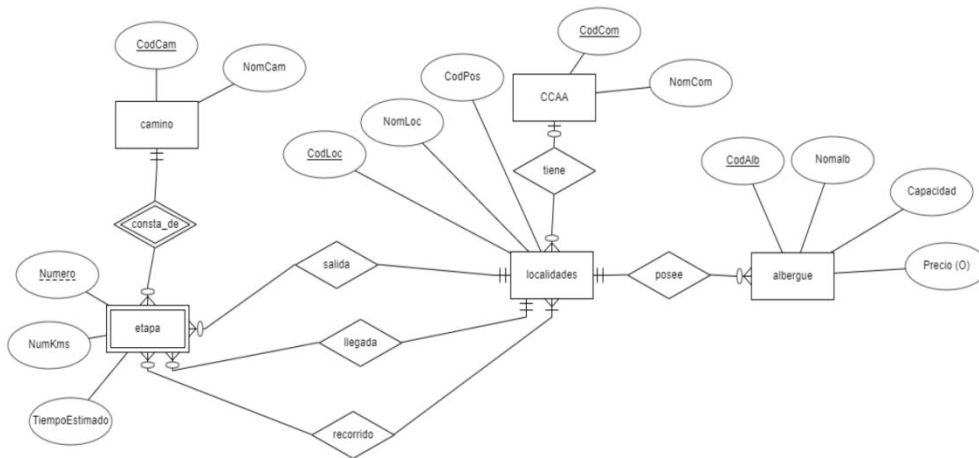 CodCam
NomCam
camino
consta_de
Numero
NumKms
TiempoEstimado
etapa
salida
llegada
recorrido
CodLoc
NomLoc
CodPos
localidades
tiene
CCAA
CodCom
NomCom
posee
albergue
CodAlb
Nomalb
Capacidad
Precio (O)